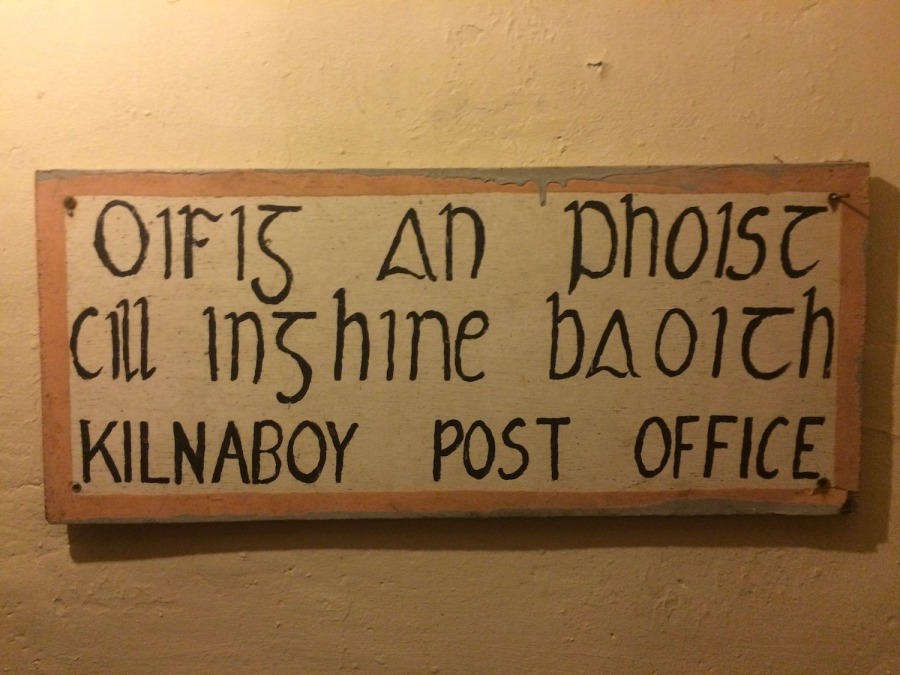 Oifig an Phoist
Cill Inghine Baoith
KILNABOY POST OFFICE